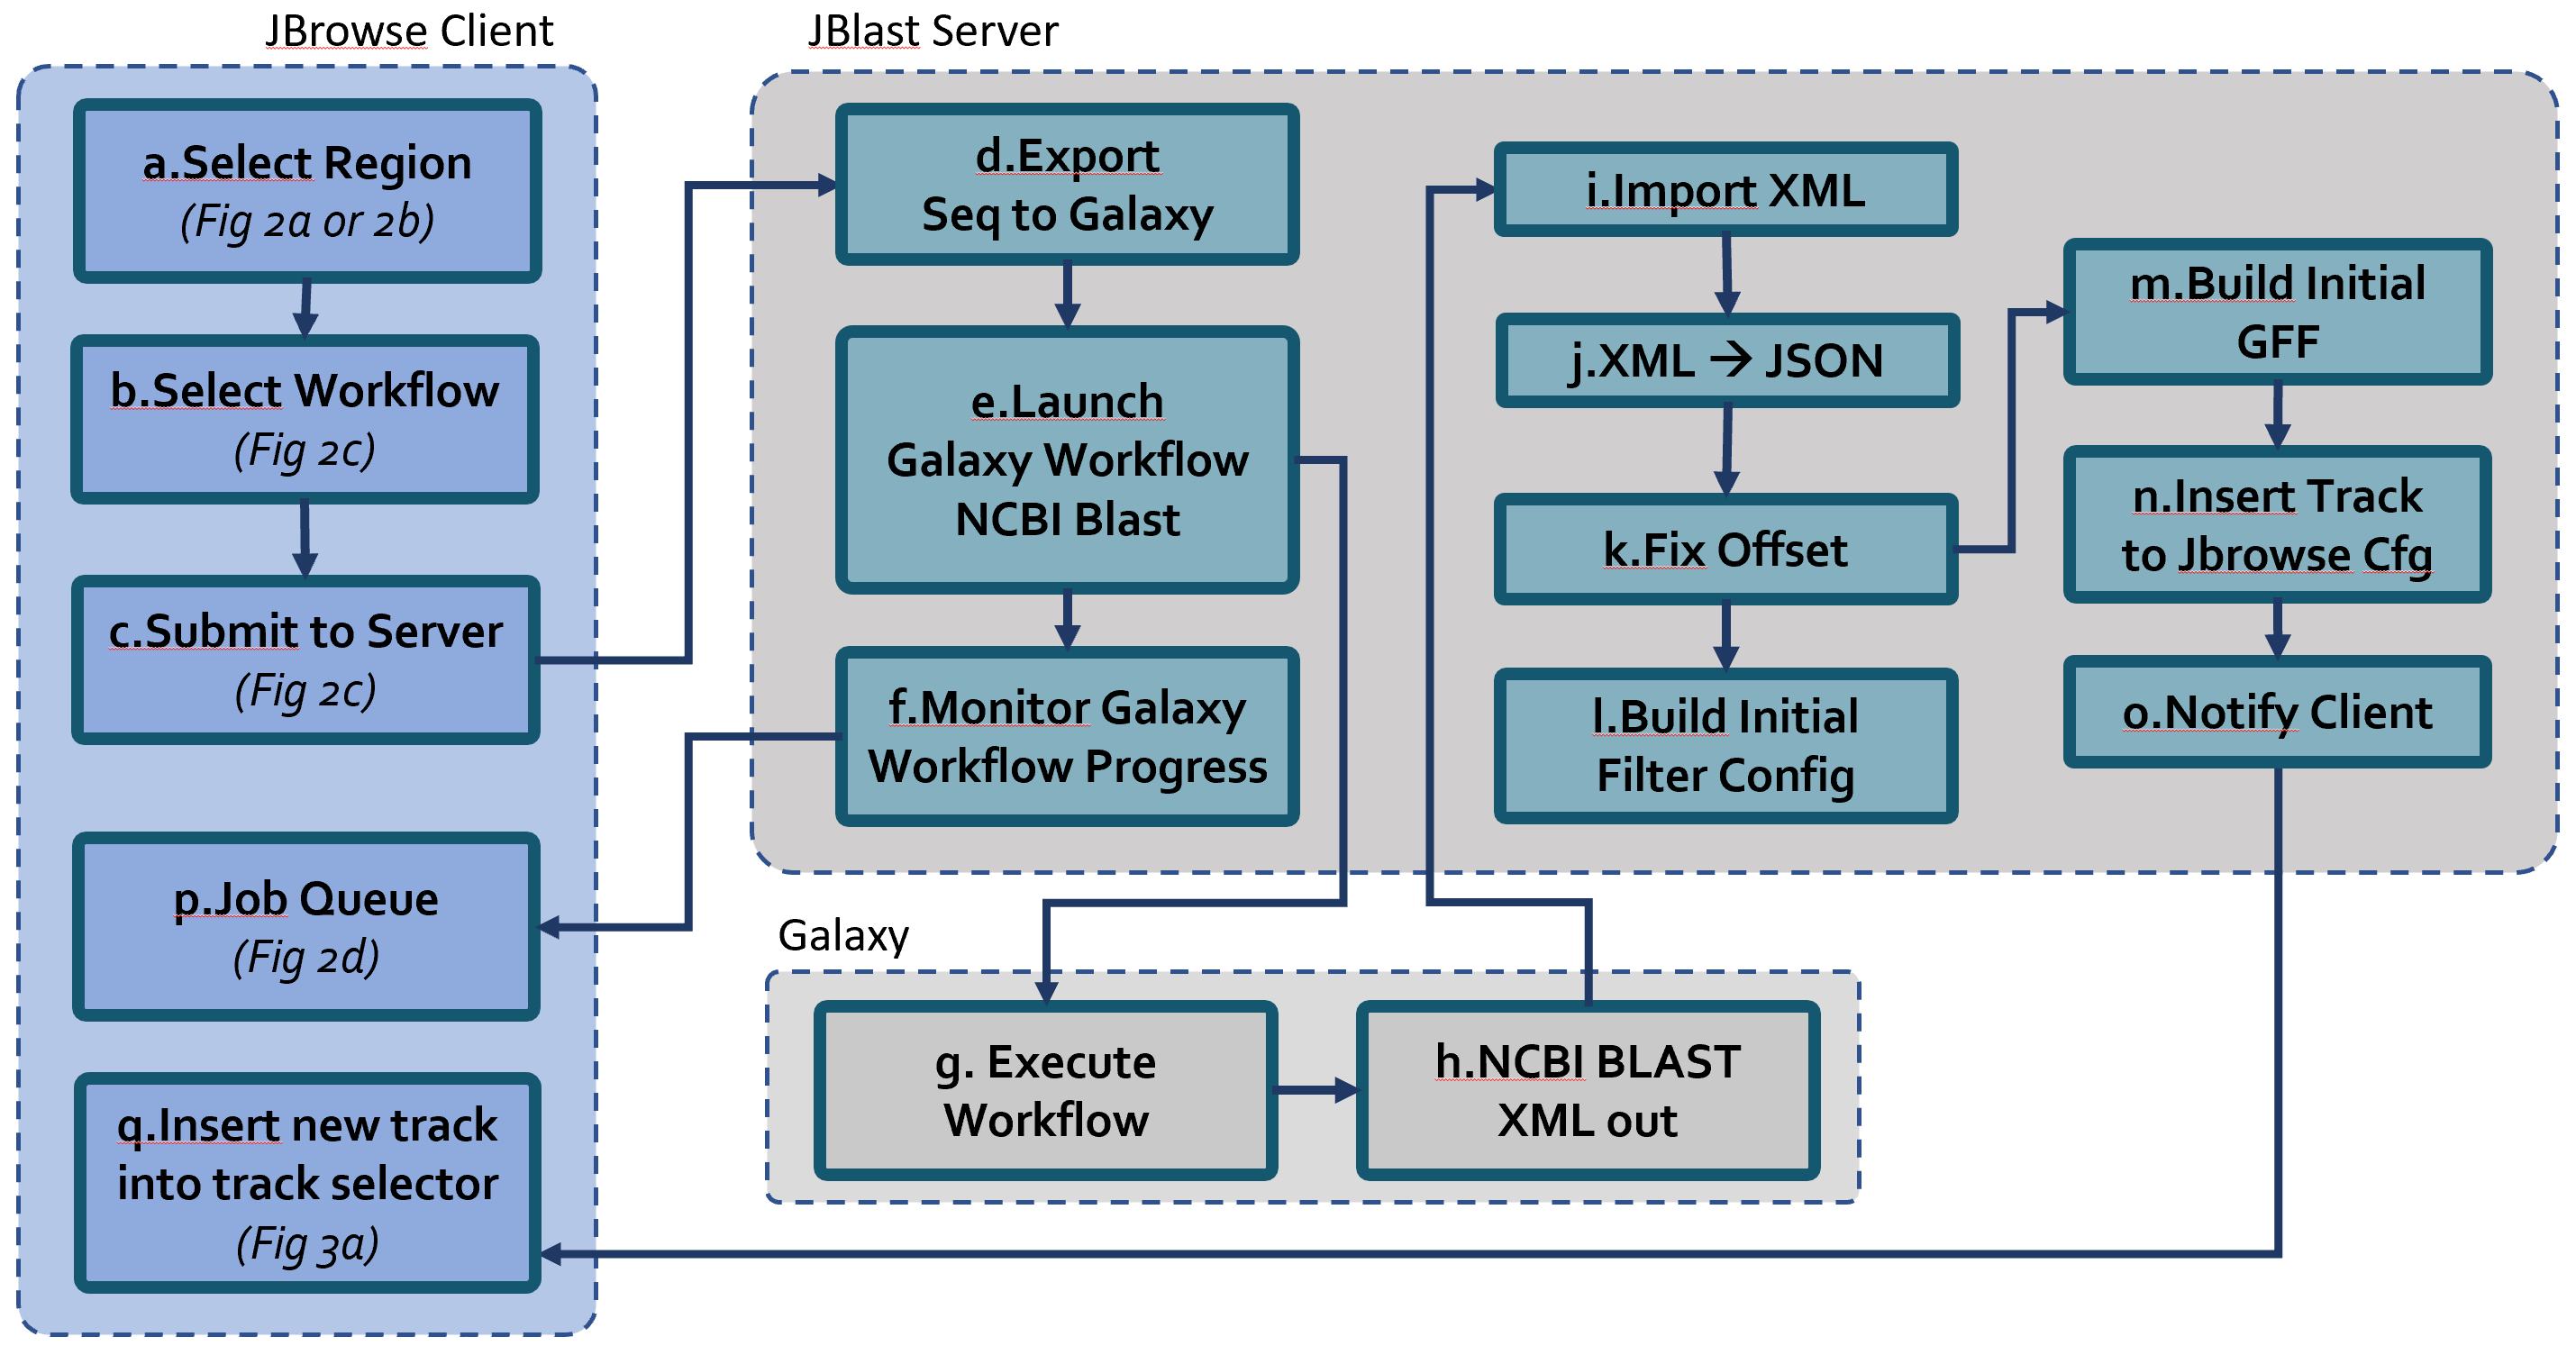 JBrowse Client
a.Select Region
(Fig 2a or 2b)
b.Select Workflow
(Fig 2c)
c.Submit to Server
(Fig 2c)
p.Job Queue
(Fig 2d)
q.Insert new track
into track selector
(Fig 3a)
JBlast Server
d.Export
Seq to Galaxy
e.Launch
Galaxy Workflow
NCBI Blast
f.Monitor Galaxy
Workflow Progress
i.Import XML
j.XML → JSON
k.Fix Offset
l.Build Initial
Filter Config
m.Build Initial
GFF
n.Insert Track
to Jbrowse Cfg
o.Notify Client
Galaxy
g. Execute
Workflow
h.NCBI BLAST
XML out